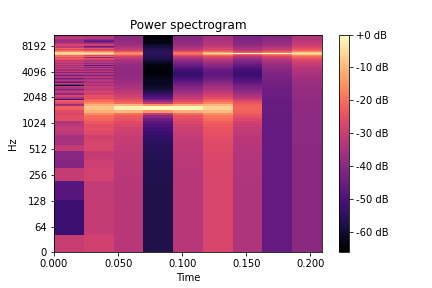 Power spectrogram
Hz
8192
4096
2048
1024
512
256
128
64
0
0.000 0.050 0.100 0.150 0.200
Time
+0 dB
-10 dB
-20 dB
-30 dB
-40 dB
-50 dB
-60 dB